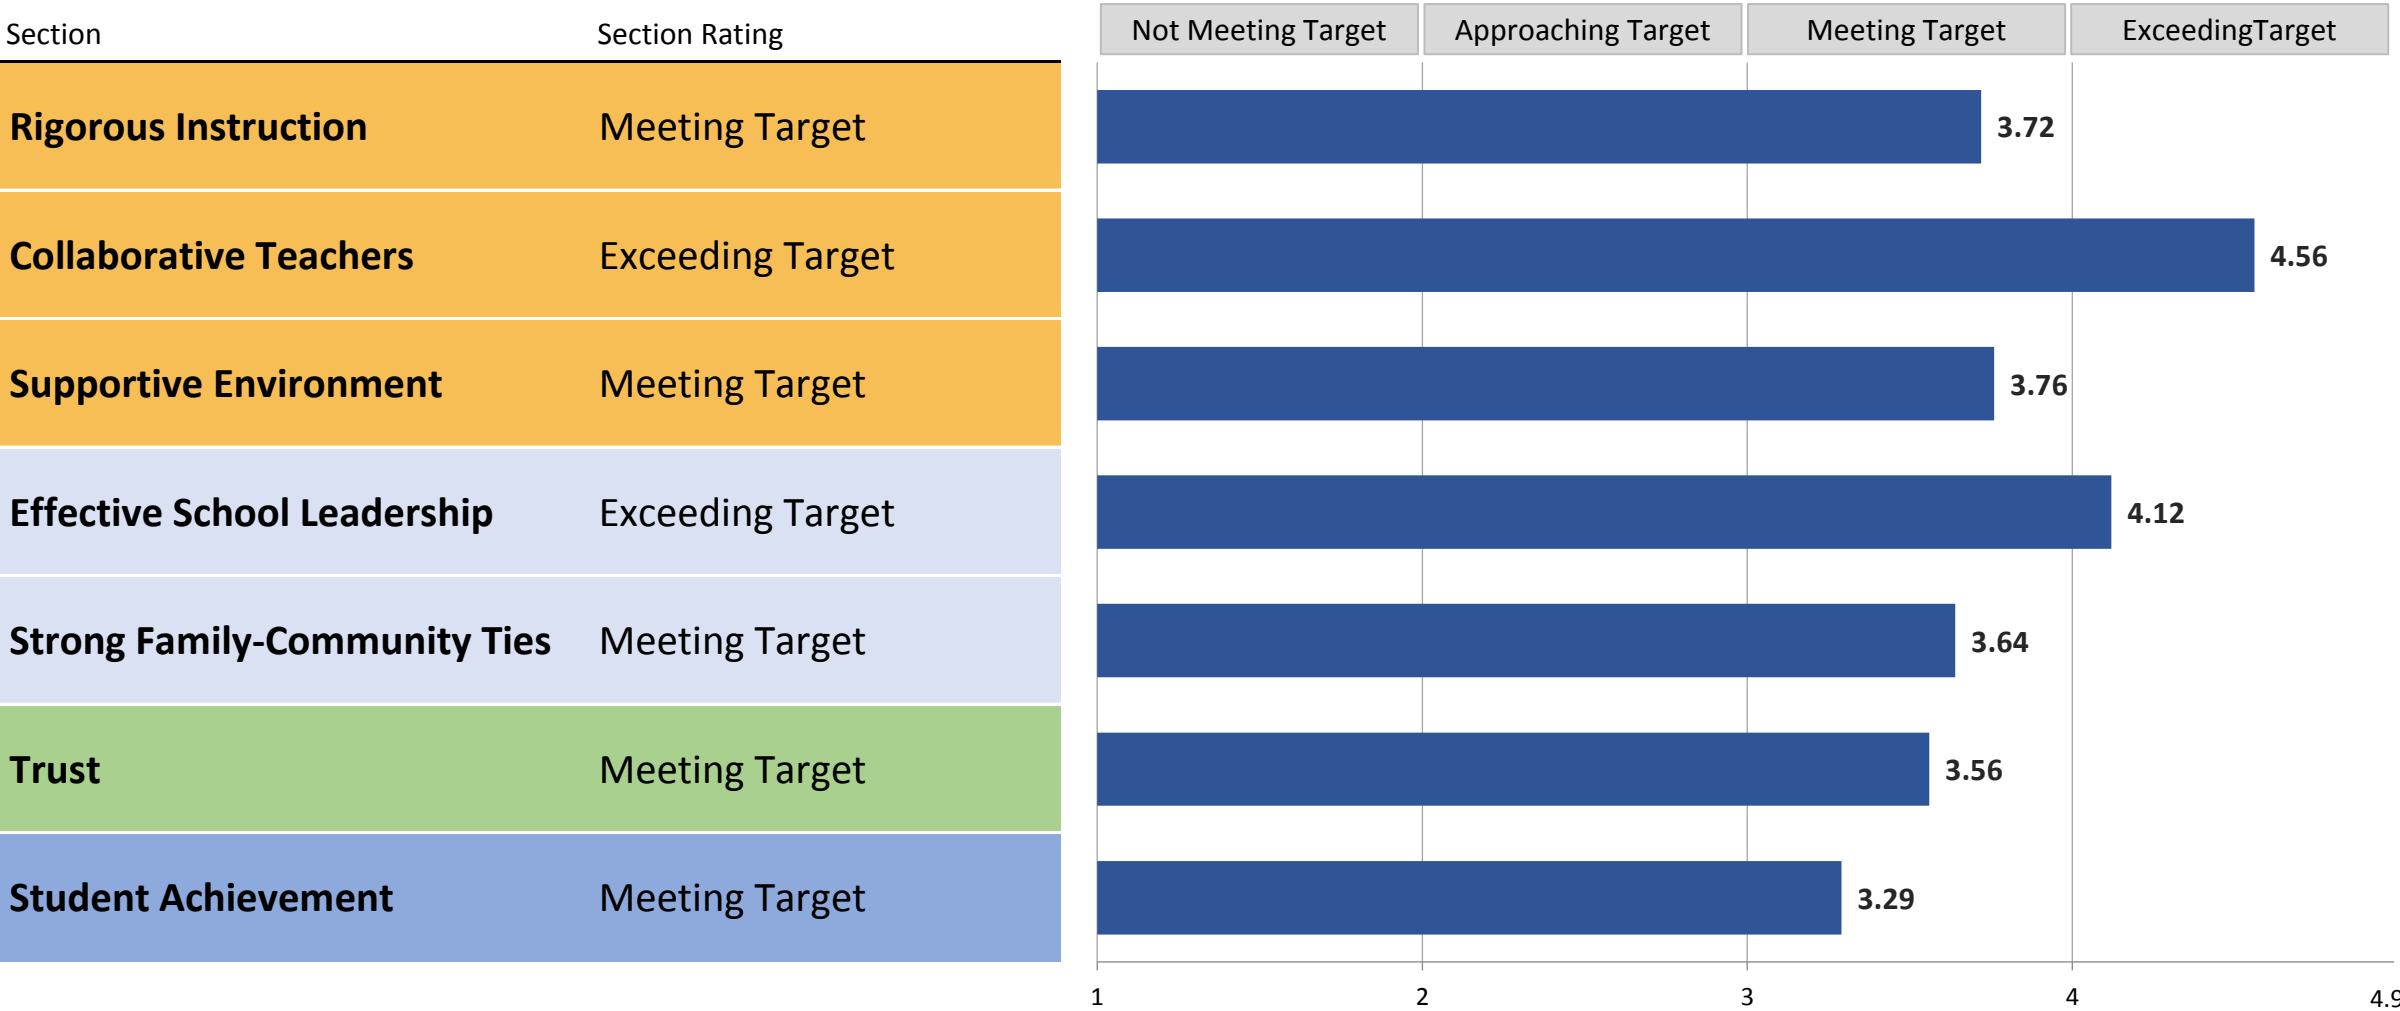 Section Section Rating Not Meeting Target Approaching Target Meeting Target ExceedingTarget
Rigorous Instruction Meeting Target 3.72
Collaborative Teachers Exceeding Target 4.56
Supportive Environment Meeting Target 3.76
Effective School Leadership Exceeding Target 4.12
Strong Family-Community Ties Meeting Target 3.64
Trust Meeting Target 3.56
Student Achievement Meeting Target 3.29
1 2 3 4 4.9